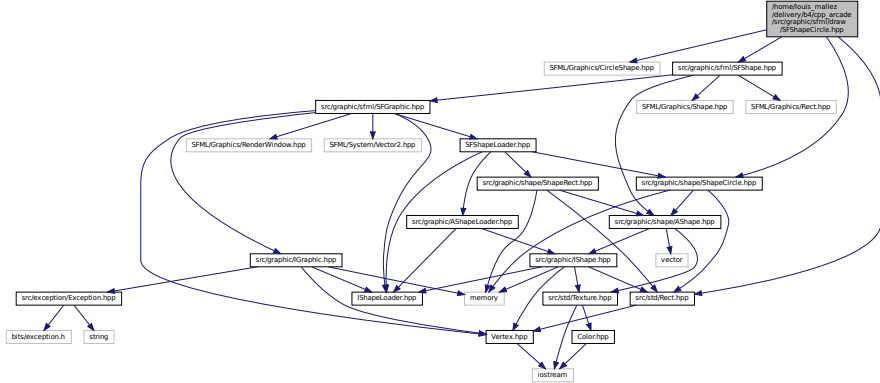 /home/louis_mallez
/delivery/b4/cpp_arcade
/src/graphic/sfml/draw
/SFShapeCircle.hpp
SFML/Graphics/CircleShape.hpp
src/graphic/sfml/SFShape.hpp
src/graphic/sfml/SFGraphic.hpp
SFML/Graphics/Shape.hpp
SFML/Graphics/Rect.hpp
SFML/Graphics/RenderWindow.hpp
SFML/System/Vector2.hpp
SFShapeLoader.hpp
src/graphic/shape/ShapeRect.hpp
src/graphic/shape/ShapeCircle.hpp
src/graphic/AShapeLoader.hpp
src/graphic/shape/AShape.hpp
src/graphic/IGraphic.hpp
src/graphic/IShape.hpp
vector
src/exception/Exception.hpp
IShapeLoader.hpp
memory
src/std/Texture.hpp
src/std/Rect.hpp
bits/exception.h
string
Vertex.hpp
Color.hpp
iostream